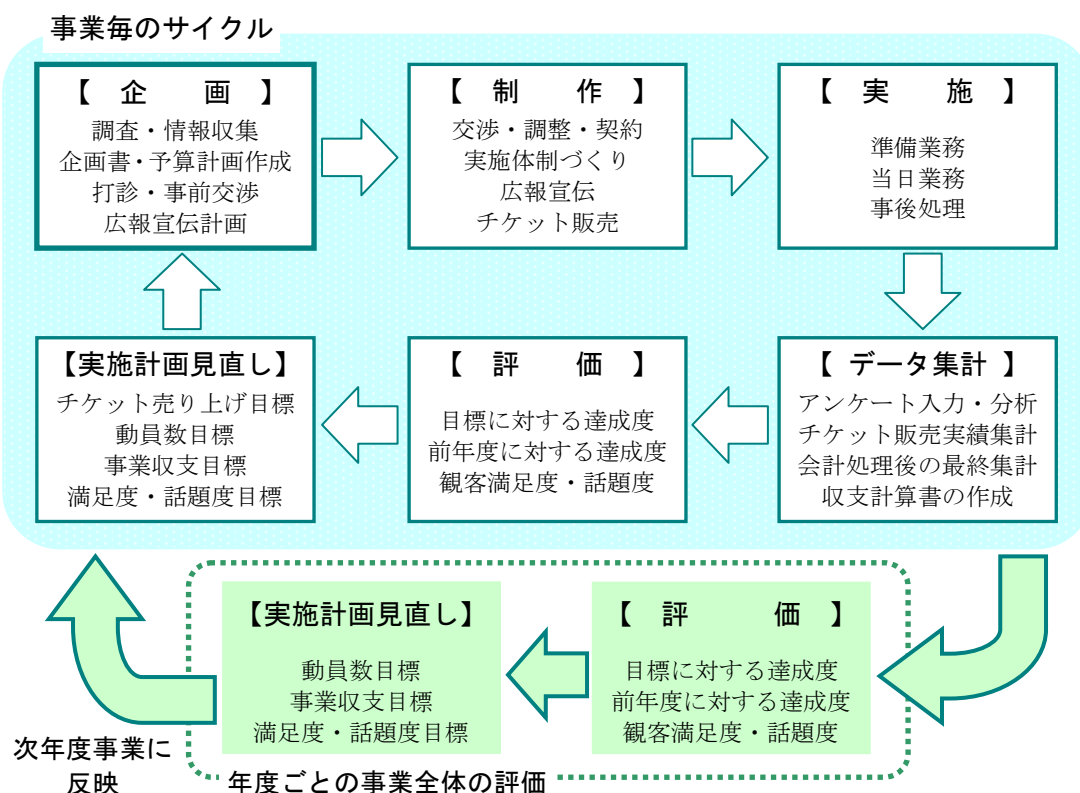 事業毎のサイクル
【　企　　画　】
調査・情報収集
企画書・予算計画作成
打診・事前交渉
広報宣伝計画
【　制　　作　】
交渉・調整・契約
実施体制づくり
広報宣伝
チケット販売
【　実　　施　】
準備業務
当日業務
事後処理
【実施計画見直し】
チケット売り上げ目標
動員数目標
事業収支目標
満足度・話題度目標
【　評　　価　】
目標に対する達成度
前年度に対する達成度
観客満足度・話題度
【 データ集計 】
アンケート入力・分析
チケット販売実績集計
会計処理後の最終集計
収支計算書の作成
【実施計画見直し】
動員数目標
事業収支目標
満足度・話題度目標
【　評　　価　】
目標に対する達成度
前年度に対する達成度
観客満足度・話題度
次年度事業に
反映
年度ごとの事業全体の評価